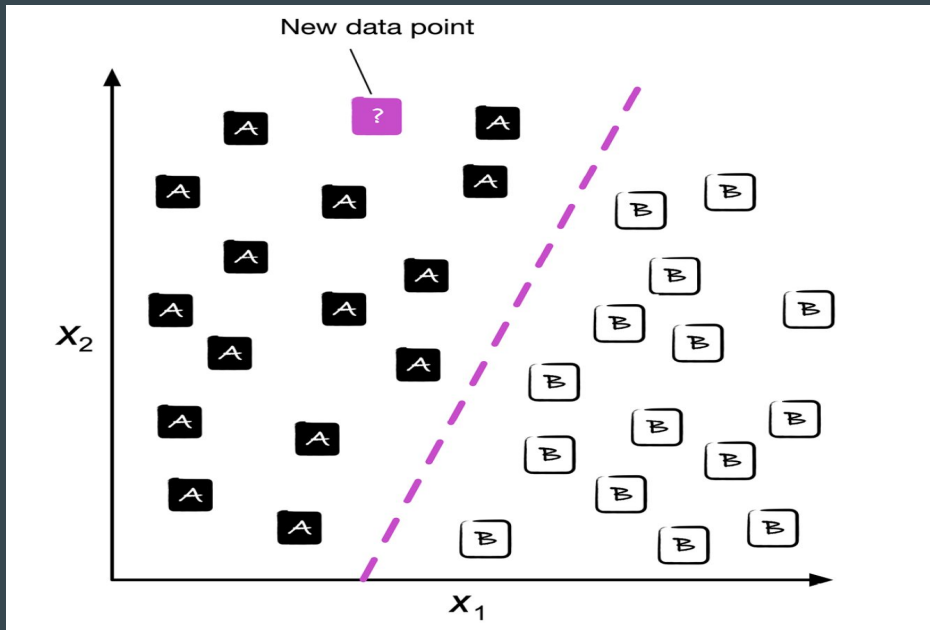 New data point
A ? A
A A A B B
A A B
A A B B
X₂
A A B B
A A B B B B
A B
A B B B
X₁